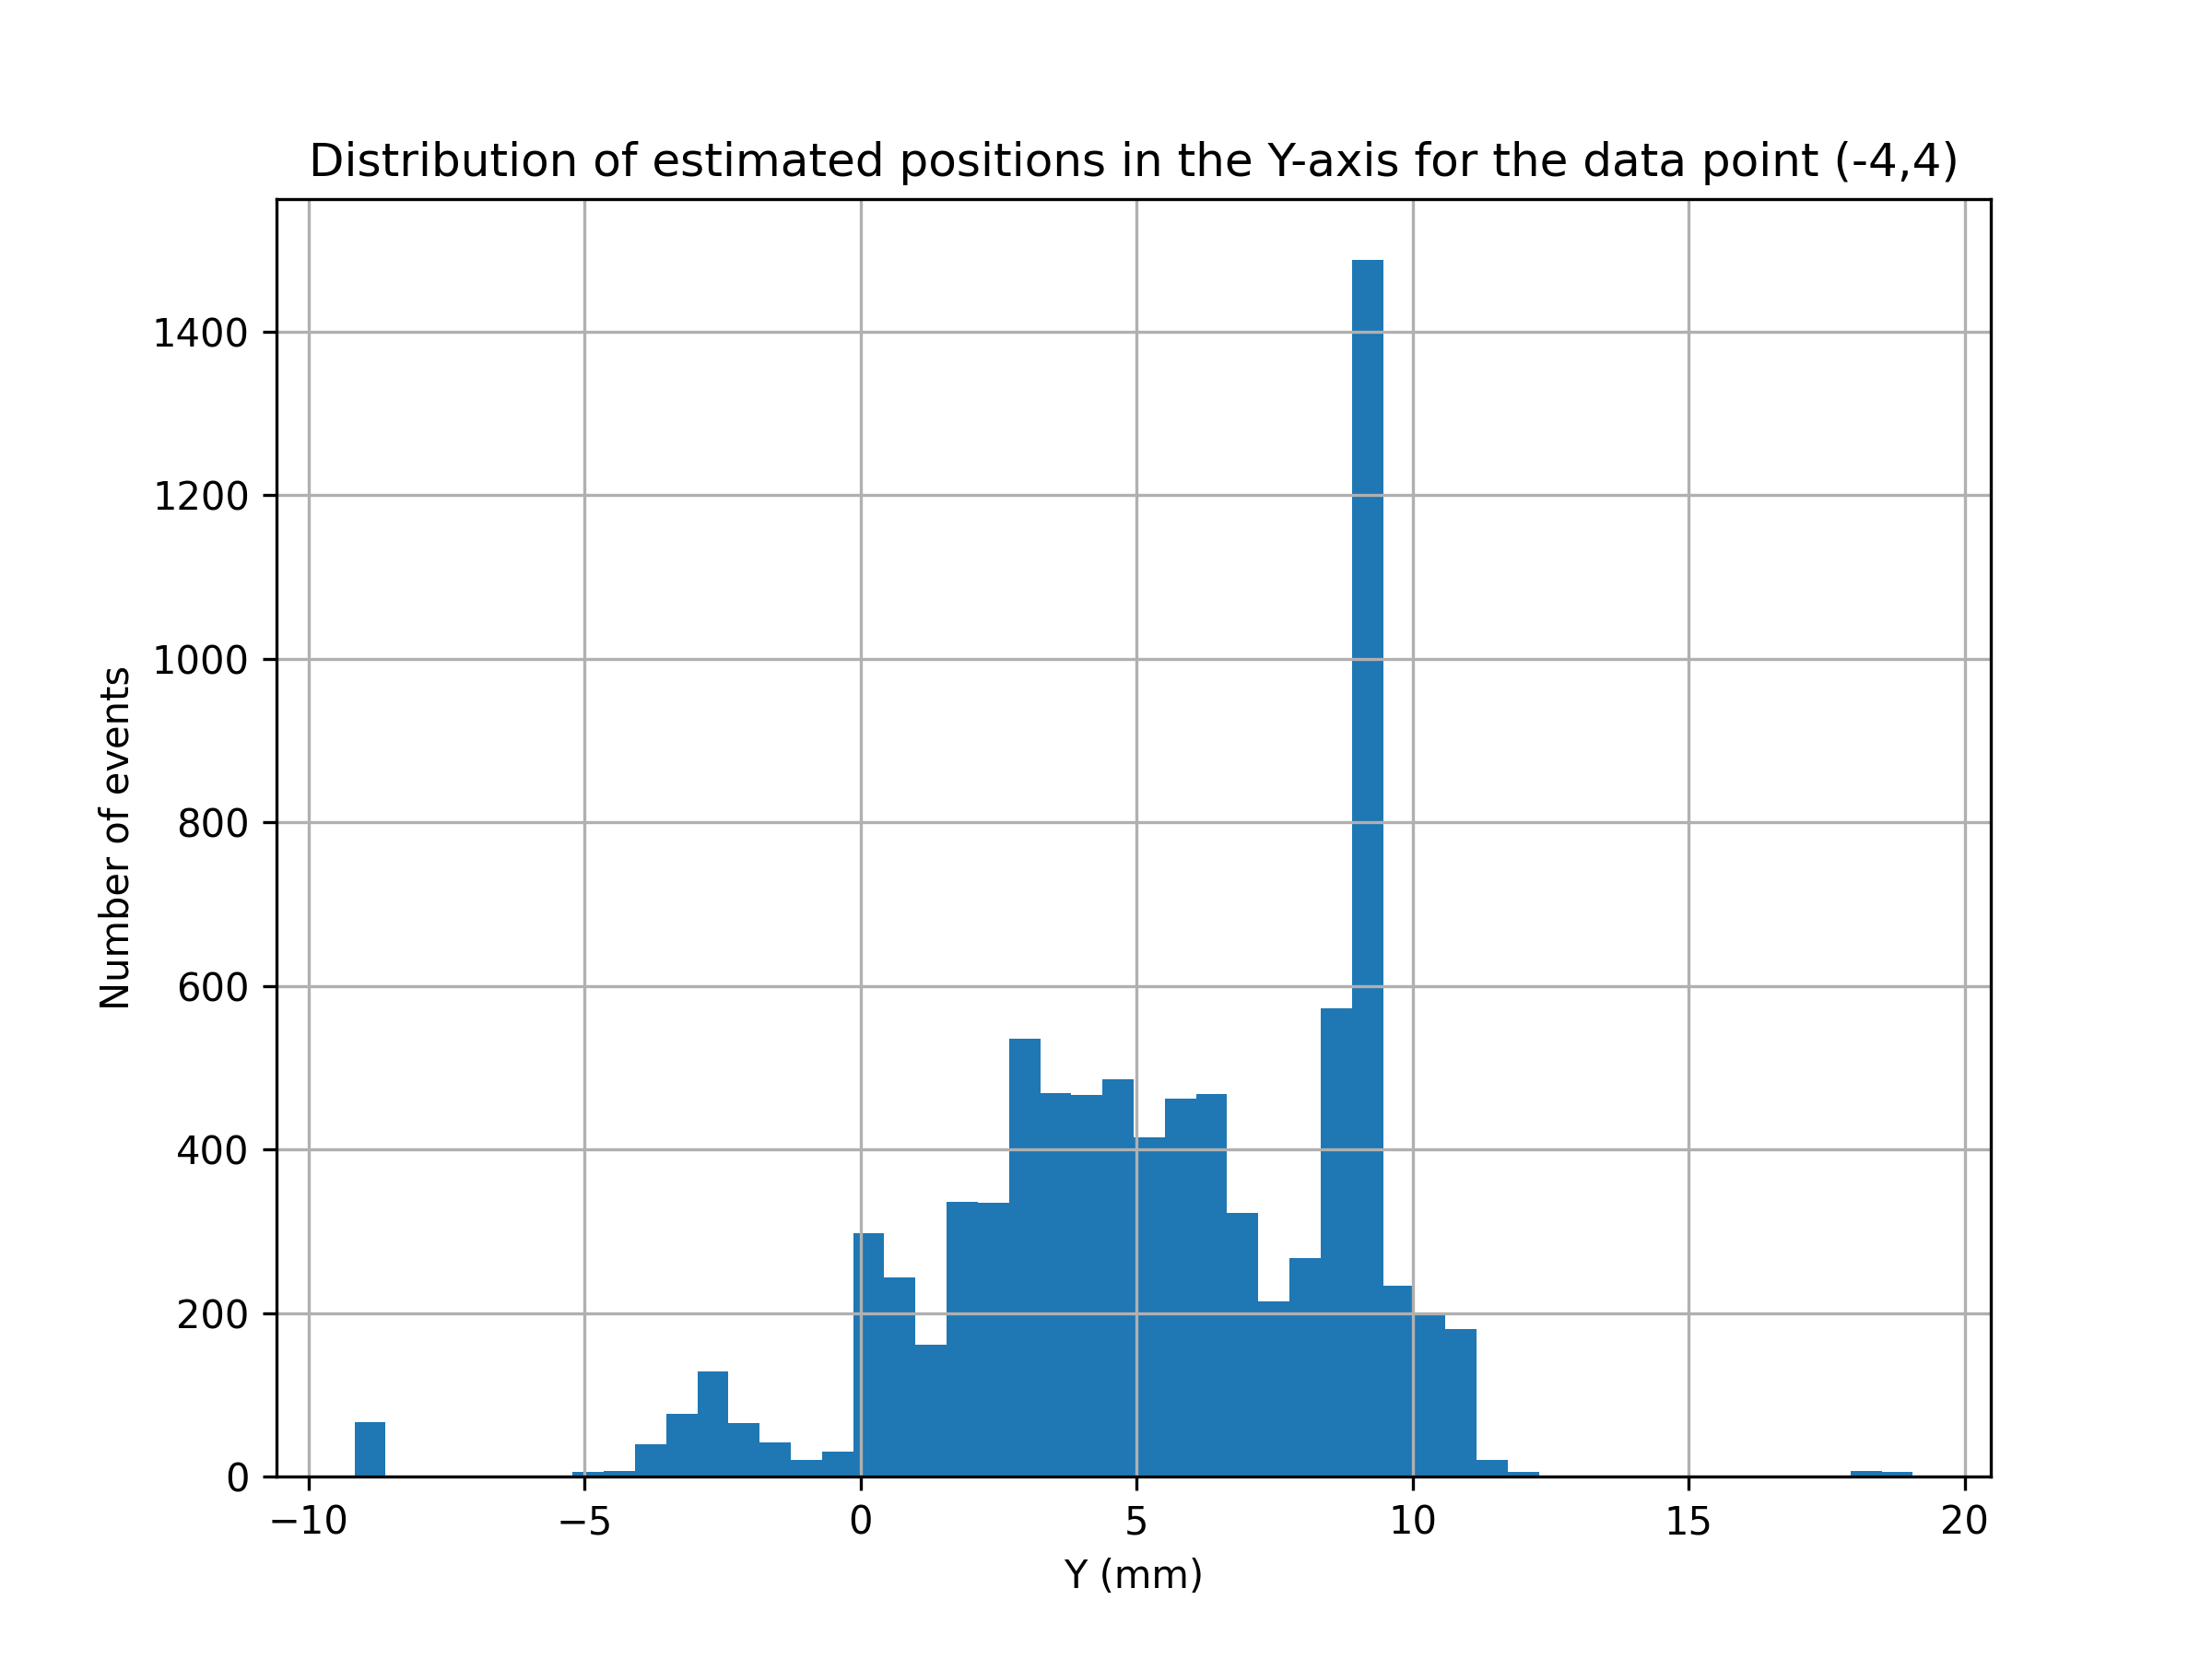 Distribution of estimated positions in the Y-axis for the data point (-4,4)
1400
1200
1000
800
600
400
200
0
Number of events
−10 −5 0 5 10 15 20
Y (mm)